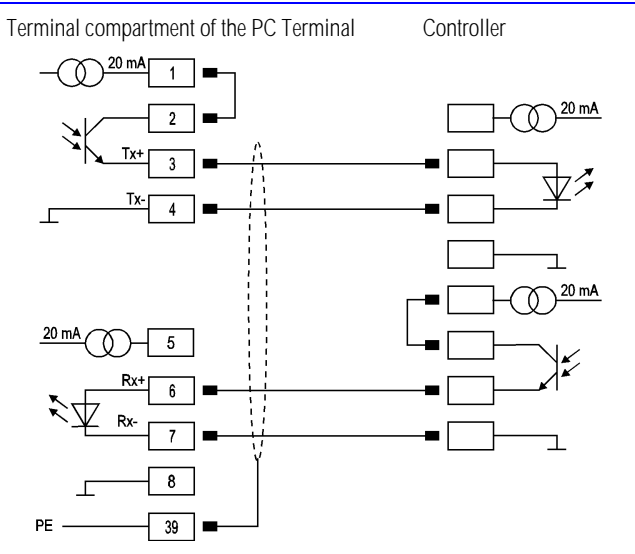 Terminal compartment of the PC Terminal Controller
20 mA 1
2 20 mA
Tx+ 3
Tx- 4
20 mA
20 mA 5
Rx+ 6
Rx- 7
8
PE 39